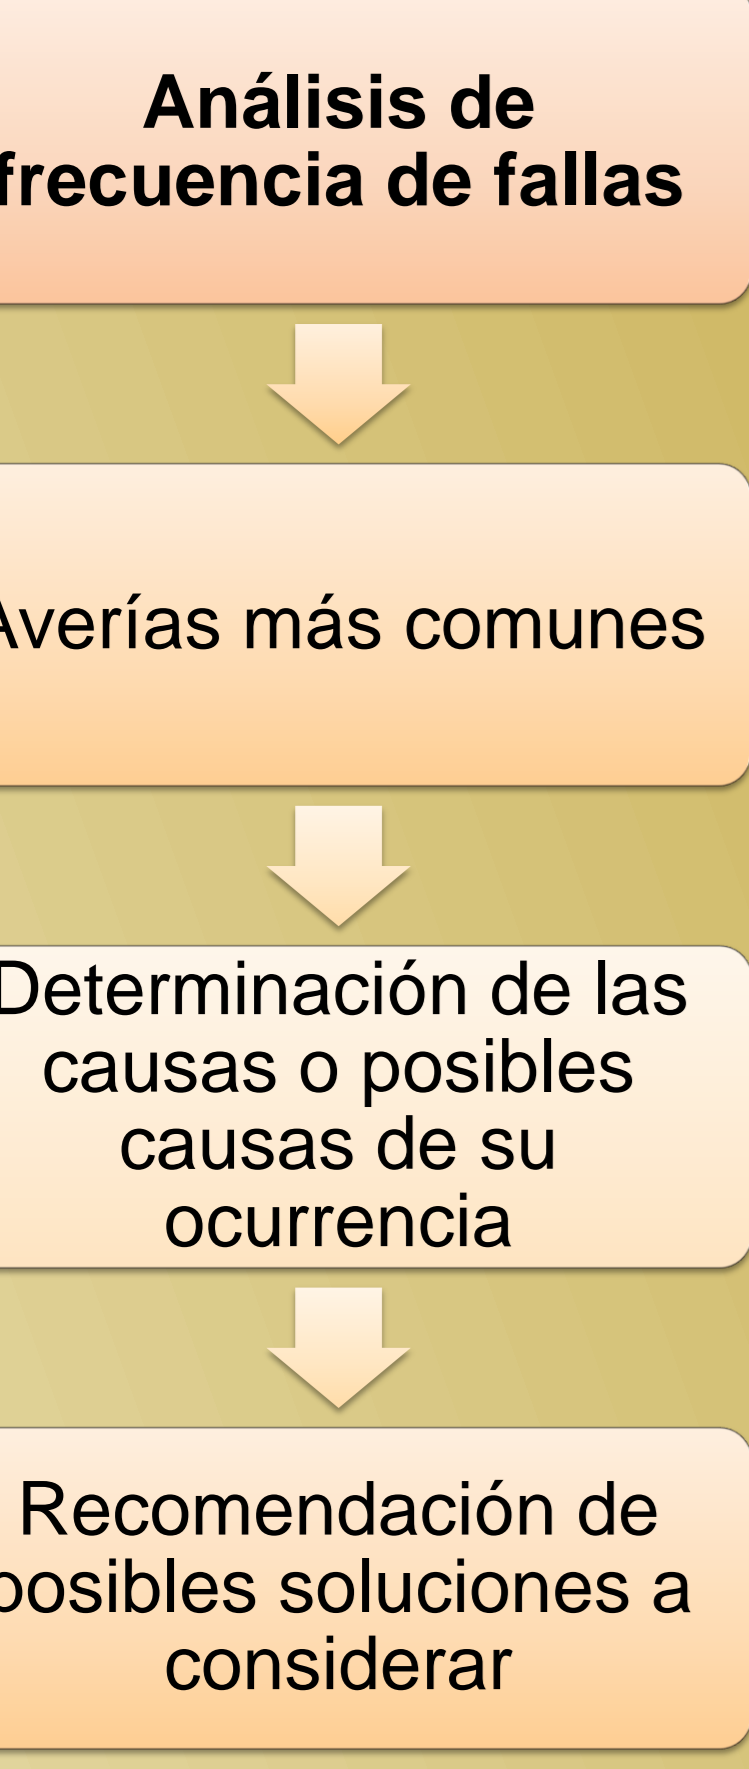 Análisis de
frecuencia de fallas
Averías más comunes
Determinación de las
causas o posibles
causas de su
ocurrencia
Recomendación de
posibles soluciones a
considerar